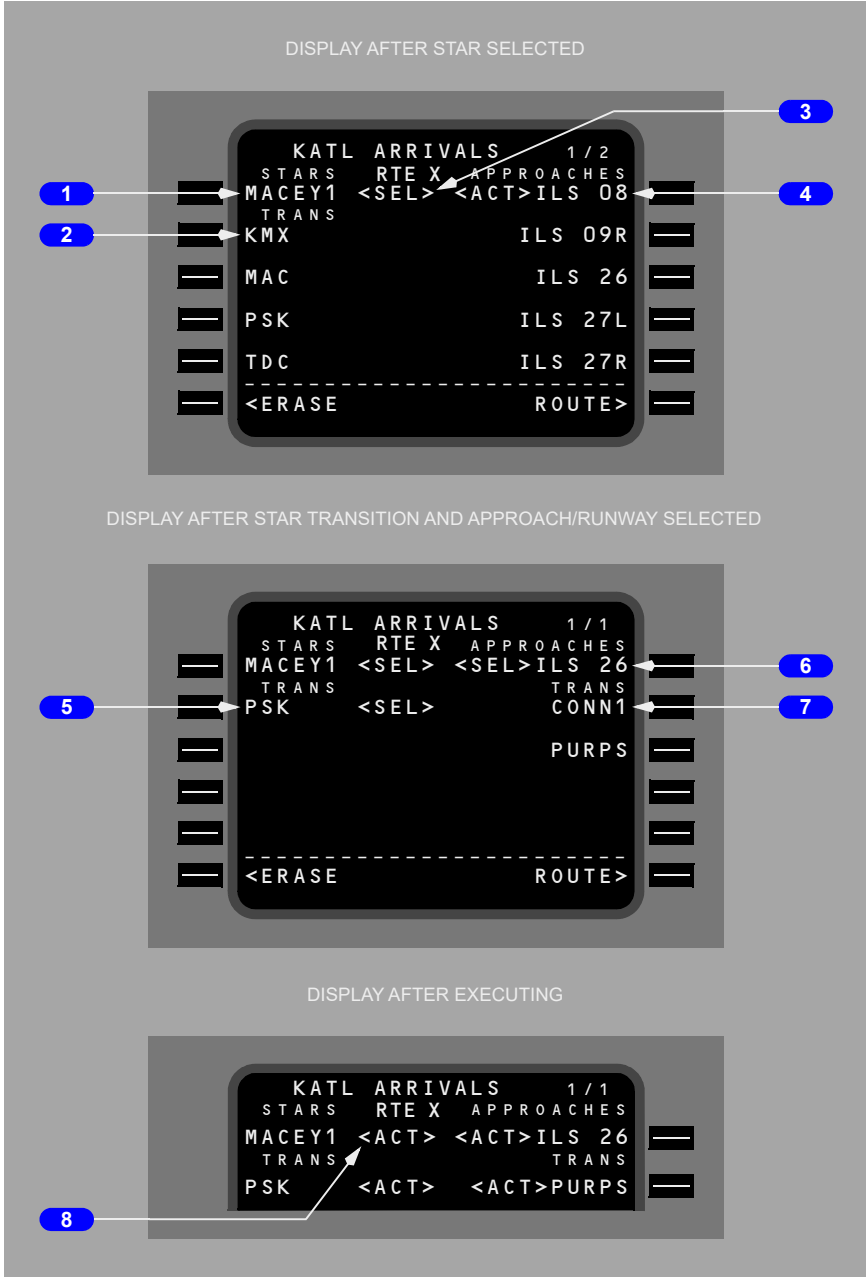 DISPLAY AFTER STAR SELECTED
3
KATL ARRIVALS 1/2
STARS RTE X APPROACHES
1 MACEY1 <SEL> <ACT>ILS 08 4
TRANS
2 KMX ILS 09R
MAC ILS 26
PSK ILS 27L
TDC ILS 27R
------------------------
<ERASE ROUTE>
DISPLAY AFTER STAR TRANSITION AND APPROACH/RUNWAY SELECTED
KATL ARRIVALS 1/1
STARS RTE X APPROACHES
MACEY1 <SEL> <SEL>ILS 26 6
TRANS TRANS
5 PSK <SEL> CONN1 7
PURPS
------------------------
<ERASE ROUTE>
DISPLAY AFTER EXECUTING
KATL ARRIVALS 1/1
STARS RTE X APPROACHES
MACEY1 <ACT> <ACT>ILS 26
TRANS TRANS
PSK <ACT> <ACT>PURPS
8